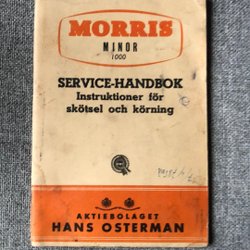 MORRIS
MINOR
1000
SERVICE-HANDBOK
Instruktioner för
skötsel och körning
AKTIEBOLAGET
HANS OSTERMAN